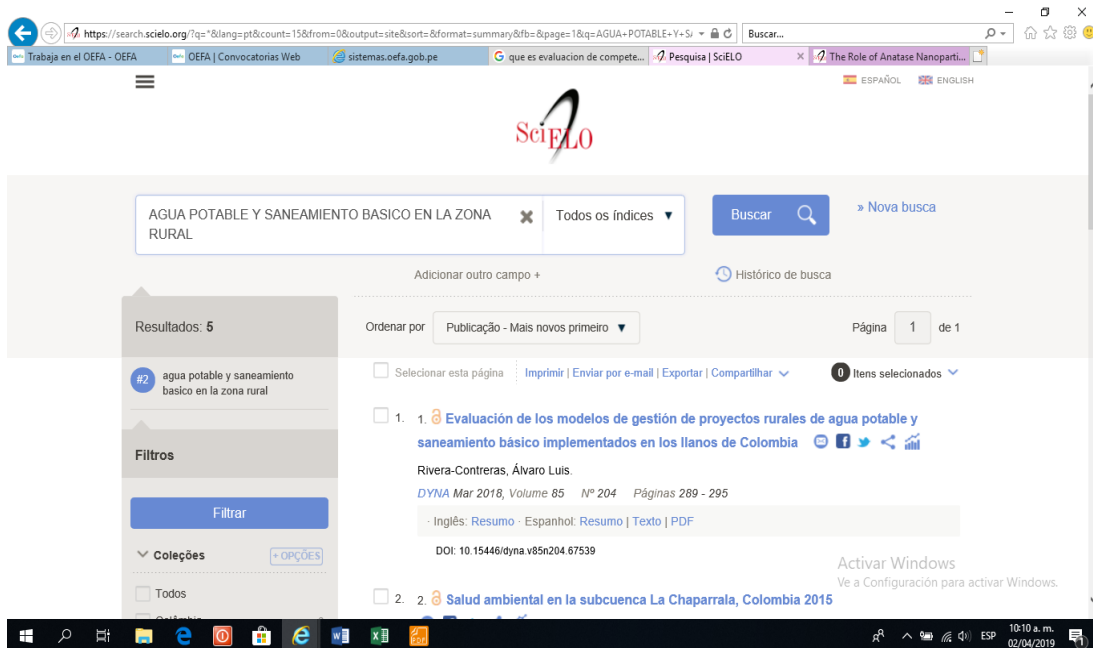 https://search.scielo.org/?q=*&lang=pt&count=15&from=0&output=site&sort=&format=summary&fb=&page=1&q=AGUA+POTABLE+Y+SA
Buscar...
Trabaja en el OEFA - OEFA
OEFA | Convocatorias Web
sistemas.oefa.gob.pe
G que es evaluacion de compete...
Pesquisa | SciELO
The Role of Anatase Nanoparti...
ESPAÑOL ENGLISH
SciELO
AGUA POTABLE Y SANEAMIENTO BASICO EN LA ZONA
RURAL
Todos os índices
Buscar
» Nova busca
Adicionar outro campo +
Histórico de busca
Resultados: 5
Ordenar por
Publicação - Mais novos primeiro
Página 1 de 1
#2 agua potable y saneamiento
basico en la zona rural
Selecionar esta página
Imprimir | Enviar por e-mail | Exportar | Compartilhar
0 Itens selecionados
Filtros
Filtrar
Coleções
+ OPÇÕES
Todos
Colômbia
1. 1. Evaluación de los modelos de gestión de proyectos rurales de agua potable y
saneamiento básico implementados en los llanos de Colombia
Rivera-Contreras, Álvaro Luis.
DYNA Mar 2018, Volume 85 Nº 204 Páginas 289 - 295
· Inglês: Resumo · Espanhol: Resumo | Texto | PDF
DOI: 10.15446/dyna.v85n204.67539
2. 2. Salud ambiental en la subcuenca La Chaparrala, Colombia 2015
Activar Windows
Ve a Configuración para activar Windows.
ESP
10:10 a. m.
02/04/2019